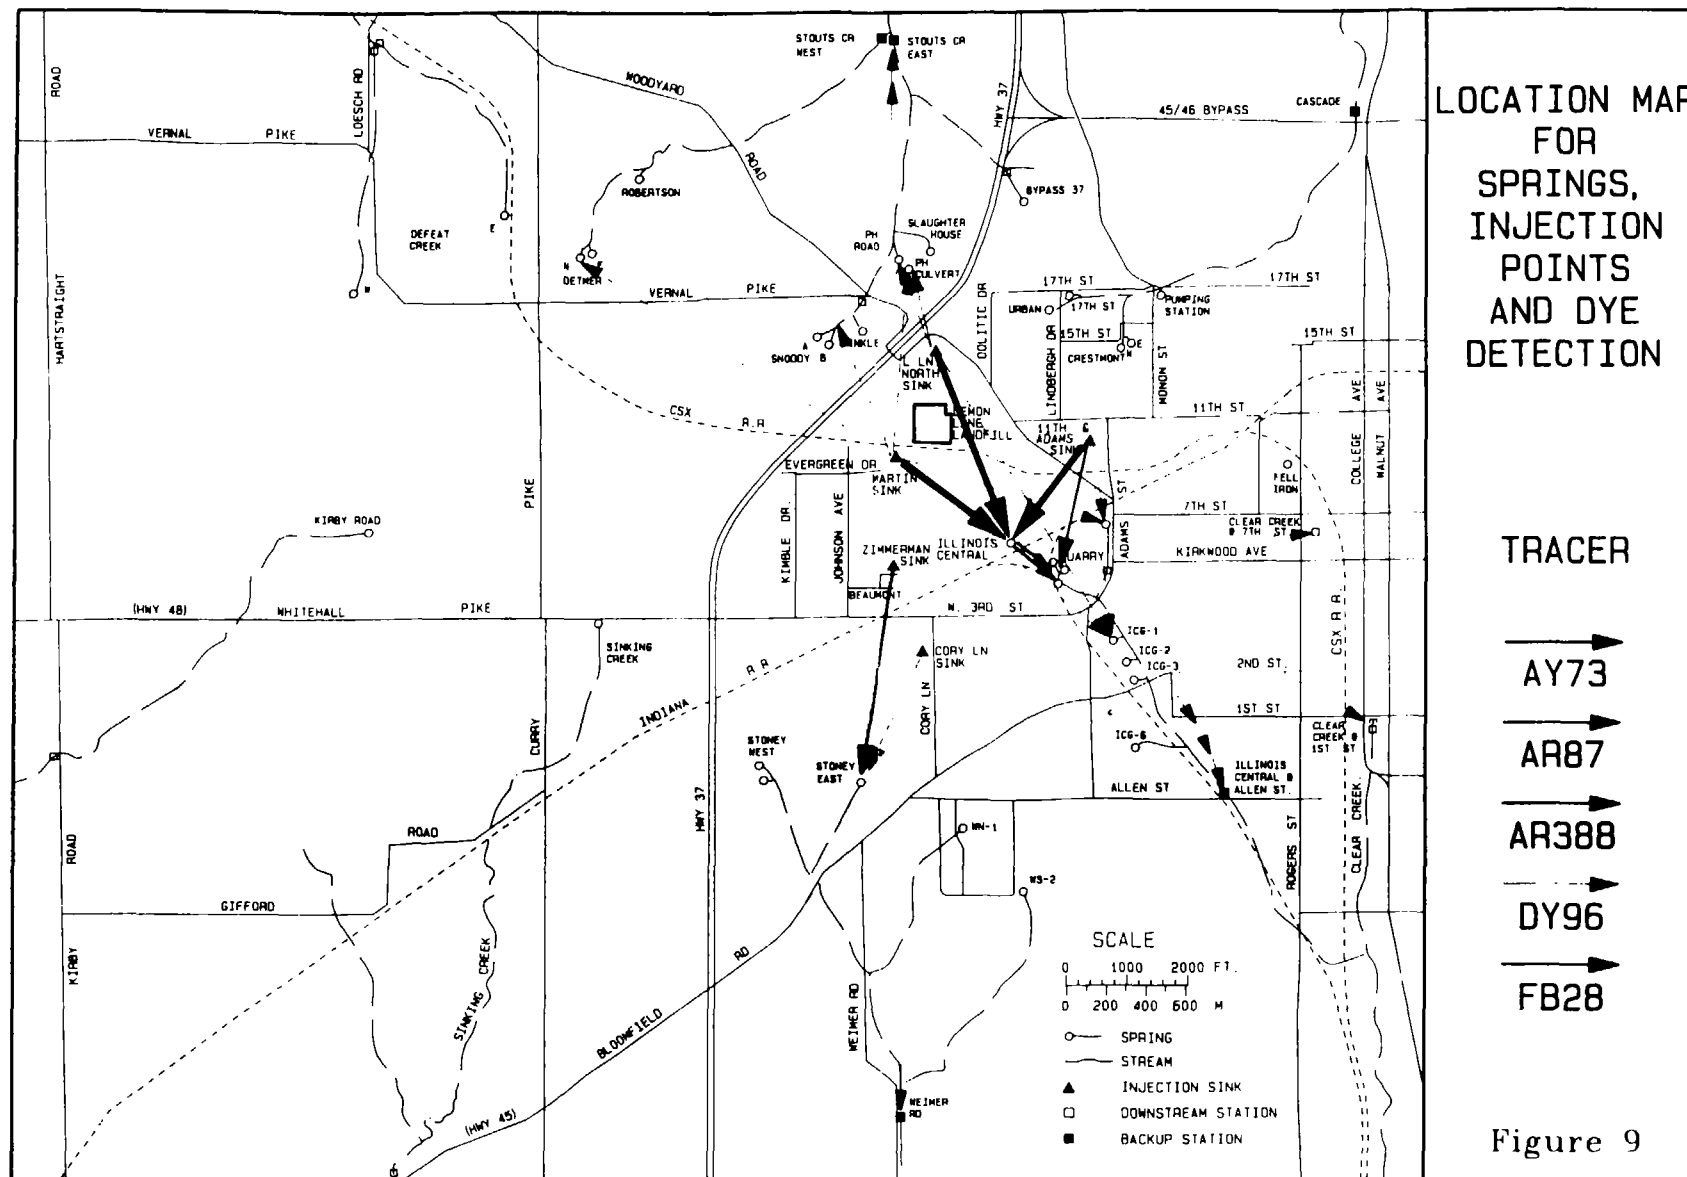 LOCATION MAP
FOR
SPRINGS,
INJECTION
POINTS
AND DYE
DETECTION
TRACER
AY73
AR87
AR388
DY96
FB28
Figure 9
STOUTS CR
WEST
STOUTS CR
EAST
ROAD
LOESCH RD
WOODYARD
ROAD
HWY 37
45/46 BYPASS
CASCADE
VERNAL PIKE
ROBERTSON
BYPASS 37
DEFEAT
CREEK
E
W
SLAUGHTER
HOUSE
PH
ROAD
PH
CULVERT
N
DETMER
VERNAL PIKE
HARTSTRAIGHT
OOLITIC DR
17TH ST
17TH ST
URBAN
17TH ST
PUMPING
STATION
15TH ST
15TH ST
LINDBERGH DR
CRESTMONT
E
W
MONON ST
A
SNODDY B
L LN
NORTH
SINK
CSX R.R
LEMON
LANE
LANDFILL
11TH &
ADAMS
SINK
11TH ST
COLLEGE AVE
WALNUT AVE
EVERGREEN DR
MARTIN
SINK
PIKE
KIMBLE DR.
JOHNSON AVE
FELL
IRON
ST
7TH ST
CLEAR CREEK
@ 7TH ST
KIRBY ROAD
ZIMMERMAN
SINK
ILLINOIS
CENTRAL
QUARRY
ADAMS
KIRKWOOD AVE
BEAUMONT
(HWY 48) WHITEHALL PIKE
W. 3RD ST
CSX R.R.
SINKING
CREEK
CORY LN
SINK
ICG-1
ICG-2
ICG-3
2ND ST.
INDIANA R R
CORY LN
1ST ST
CLEAR
CREEK @
1ST ST
CURRY
STONEY
WEST
STONEY
EAST
ICG-6
ILLINOIS
CENTRAL @
ALLEN ST.
ALLEN ST
HWY 37
ROAD
ROAD
WN-1
ROGERS ST
CLEAR CREEK
GIFFORD
WS-2
KIRBY
SINKING CREEK
RD
BLOOMFIELD
WEIMER RD
WEIMER
RD
(HWY 45)
SCALE
0 1000 2000 FT.
200 400 600 M
SPRING
STREAM
INJECTION SINK
DOWNSTREAM STATION
BACKUP STATION